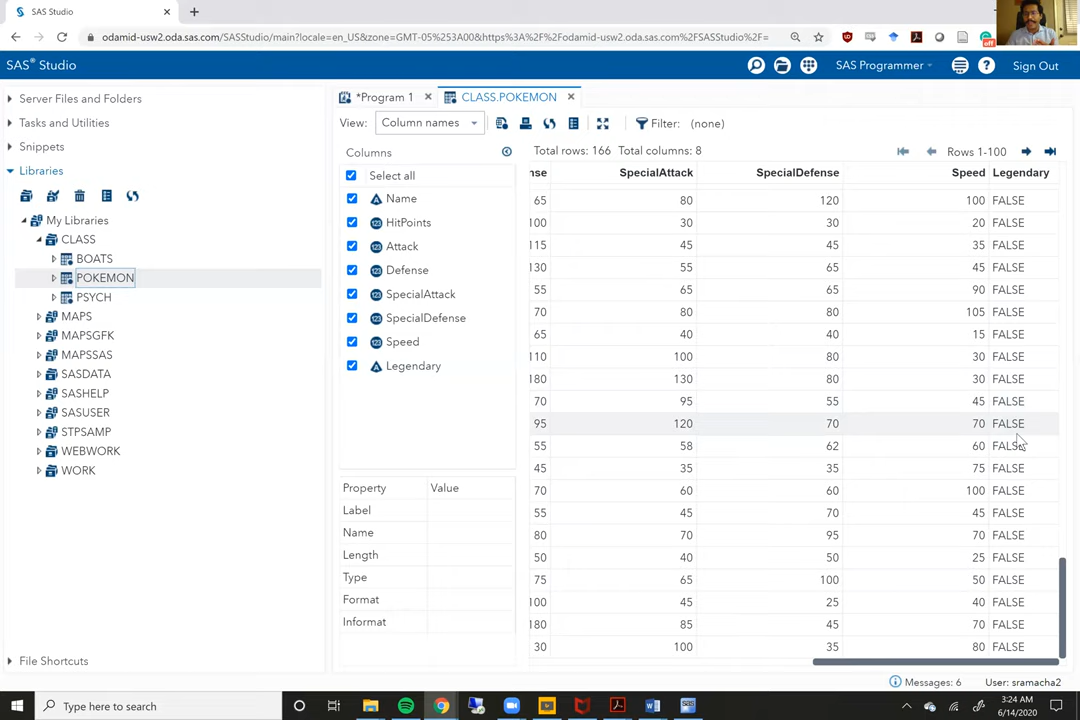 SAS Studio
odamid-usw2.oda.sas.com/SASStudio/main?locale=en_US&zone=GMT-05%253A00&https%3A%2F%2Fodamid-usw2.oda.sas.com%2FSASStudio%2F=
off
SAS® Studio
SAS Programmer
Sign Out
Server Files and Folders
Tasks and Utilities
Snippets
Libraries
My Libraries
CLASS
BOATS
POKEMON
PSYCH
MAPS
MAPSGFK
MAPSSAS
SASDATA
SASHELP
SASUSER
STPSAMP
WEBWORK
WORK
File Shortcuts
*Program 1
CLASS.POKEMON
View: Column names
Filter: (none)
Columns
Select all
Name
HitPoints
Attack
Defense
SpecialAttack
SpecialDefense
Speed
Legendary
Property Value
Label
Name
Length
Type
Format
Informat
Total rows: 166 Total columns: 8
Rows 1-100
nse SpecialAttack SpecialDefense Speed Legendary
65 80 120 100 FALSE
100 30 30 20 FALSE
115 45 45 35 FALSE
130 55 65 45 FALSE
55 65 65 90 FALSE
70 80 80 105 FALSE
65 40 40 15 FALSE
110 100 80 30 FALSE
180 130 80 30 FALSE
70 95 55 45 FALSE
95 120 70 70 FALSE
55 58 62 60 FALSE
45 35 35 75 FALSE
70 60 60 100 FALSE
55 45 70 45 FALSE
80 70 95 70 FALSE
50 40 50 25 FALSE
75 65 100 50 FALSE
100 45 25 40 FALSE
180 85 45 70 FALSE
30 100 35 80 FALSE
Messages: 6 User: sramacha2
Type here to search
3:24 AM
6/14/2020